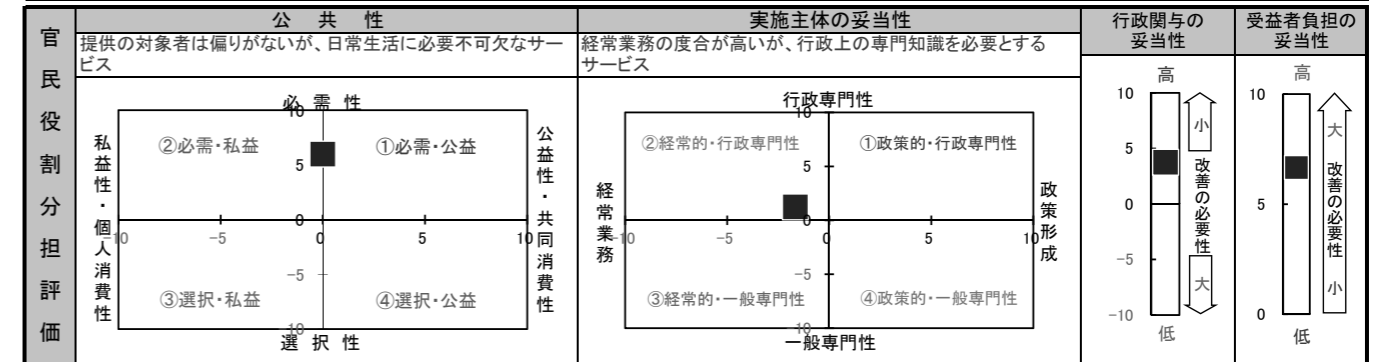 官民役割分担評価
公共性
提供の対象者は偏りがないが、日常生活に必要不可欠なサー
ビス
必需性
10
私益性・個人消費性
②必需・私益
①必需・公益
公益性・共同消費性
5
0
-10
-5
0
5
10
-5
③選択・私益
④選択・公益
-10
選択性
実施主体の妥当性
経常業務の度合が高いが、行政上の専門知識を必要とする
サービス
行政専門性
10
②経常的・行政専門性
①政策的・行政専門性
5
経常業務
政策形成
0
-10
-5
0
5
10
-5
③経常的・一般専門性
④政策的・一般専門性
-10
一般専門性
行政関与の
妥当性
高
10
5
0
-5
-10
小
改善の必要性
大
低
受益者負担の
妥当性
高
10
5
0
大
改善の必要性
小
低